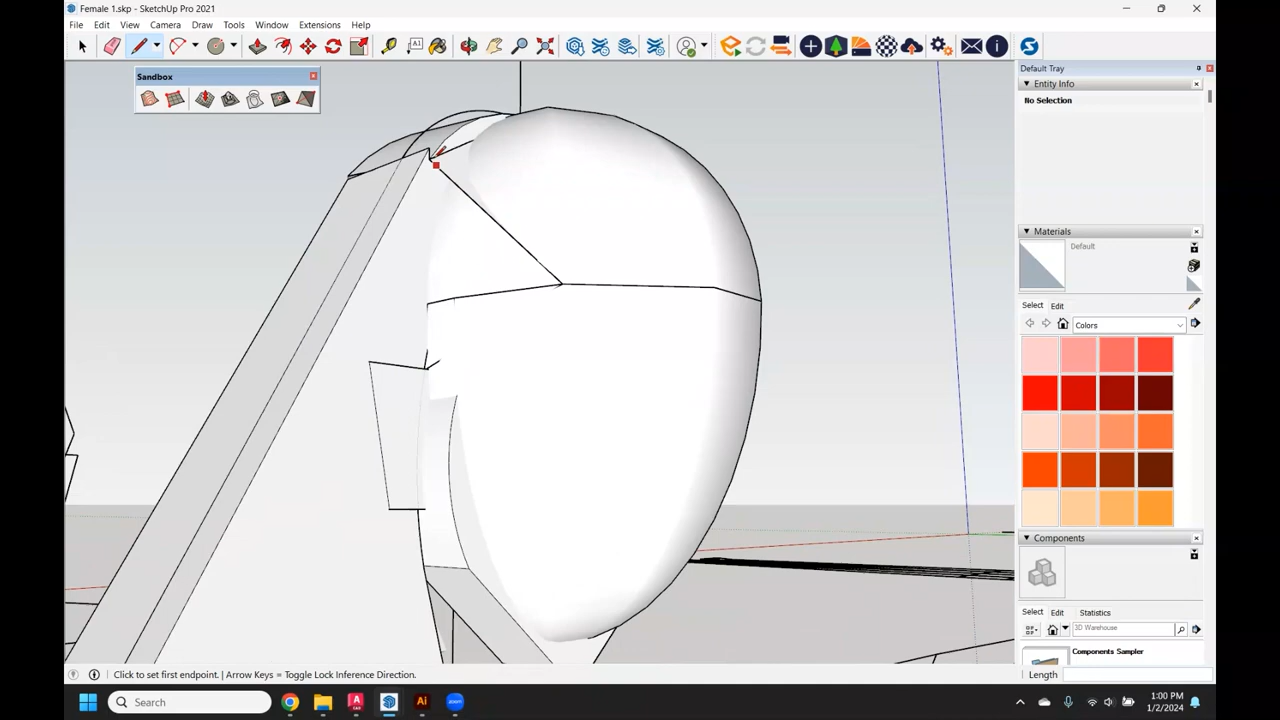 Female 1.skp - SketchUp Pro 2021
File Edit View Camera Draw Tools Window Extensions Help
Sandbox
Default Tray
Entity Info
No Selection
Materials
Default
Select Edit
Colors
Components
Select Edit Statistics
3D Warehouse
Components Sampler
Click to set first endpoint. | Arrow Keys = Toggle Lock Inference Direction.
Length
Search
1:00 PM
1/2/2024